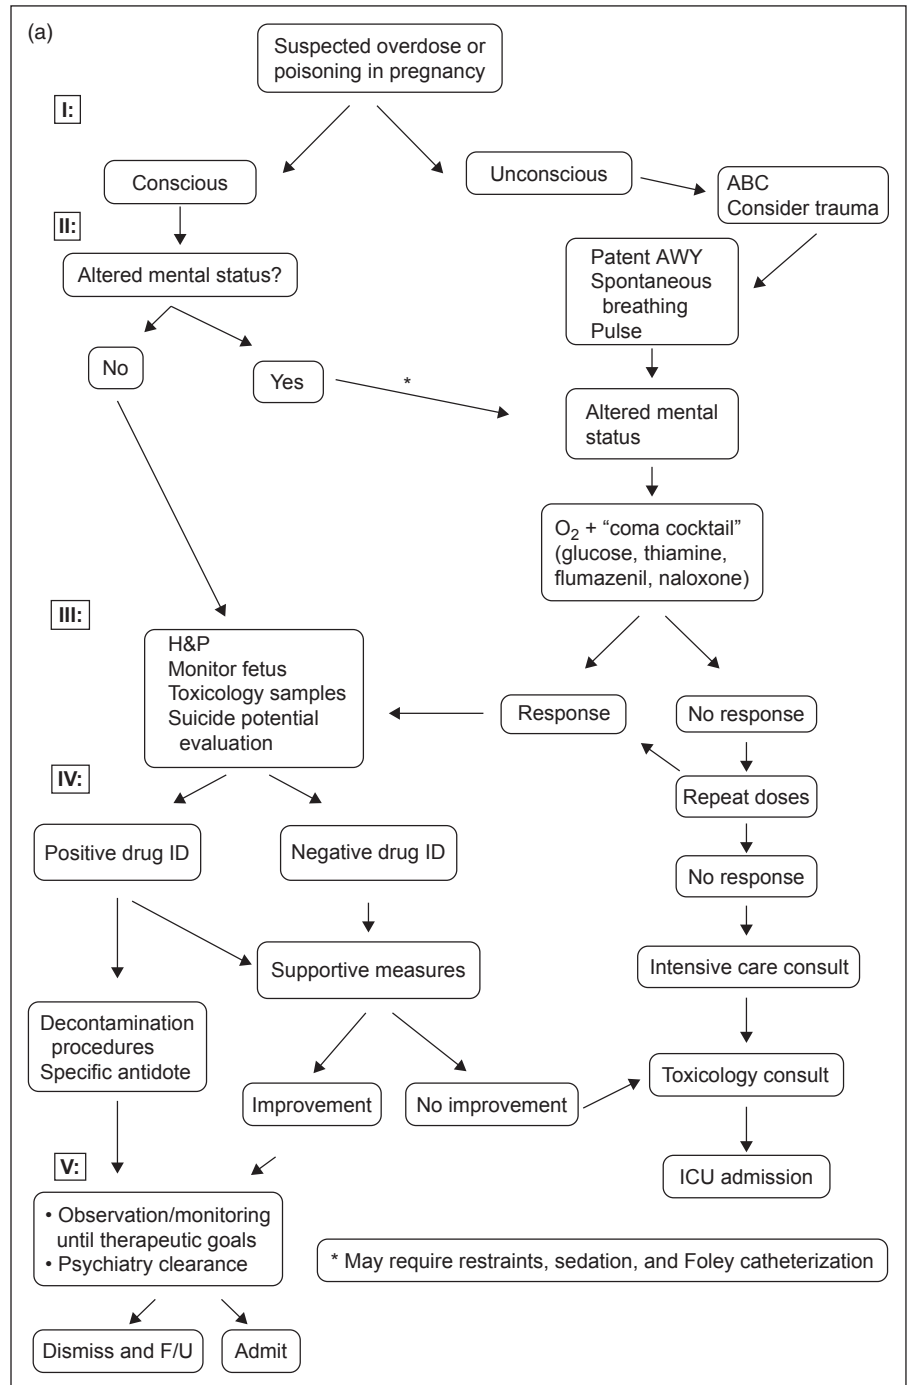 (a)
Suspected overdose or
poisoning in pregnancy
I:
Conscious
Unconscious
ABC
Consider trauma
II:
Altered mental status?
Patent AWY
Spontaneous
breathing
Pulse
No
Yes
*
Altered mental
status
O₂ + “coma cocktail”
(glucose, thiamine,
flumazenil, naloxone)
III:
H&P
Monitor fetus
Toxicology samples
Suicide potential
evaluation
Response
No response
IV:
Repeat doses
Positive drug ID
Negative drug ID
No response
Supportive measures
Intensive care consult
Decontamination
procedures
Specific antidote
Toxicology consult
Improvement
No improvement
V:
ICU admission
• Observation/monitoring
until therapeutic goals
• Psychiatry clearance
* May require restraints, sedation, and Foley catheterization
Dismiss and F/U
Admit